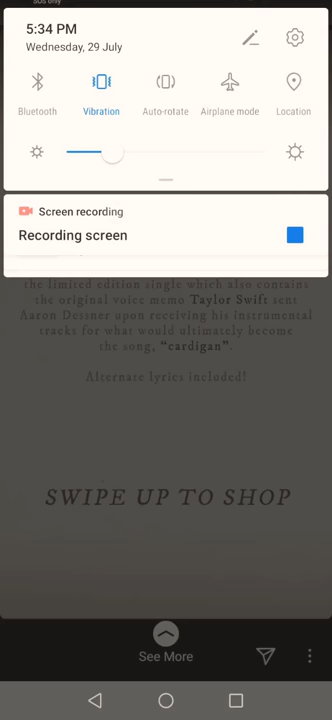 SOS only
5:34 PM
Wednesday, 29 July
Bluetooth
Vibration
Auto-rotate
Airplane mode
Location
Screen recording
Recording screen
the limited edition single which also contains
the original voice memo Taylor Swift sent
Aaron Dessner upon receiving his instrumental
tracks for what would ultimately become
the song, “cardigan”.
Alternate lyrics included!
SWIPE UP TO SHOP
See More